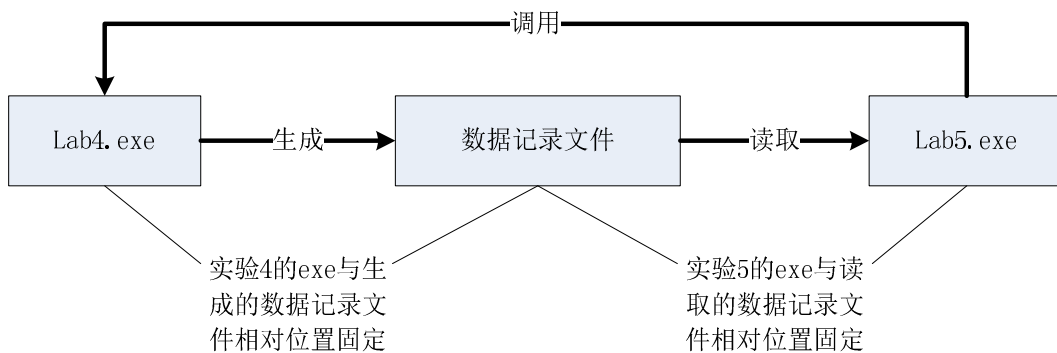 调用
Lab4.exe
生成
数据记录文件
读取
Lab5.exe
实验4的exe与生
成的数据记录文
件相对位置固定
实验5的exe与读
取的数据记录文
件相对位置固定